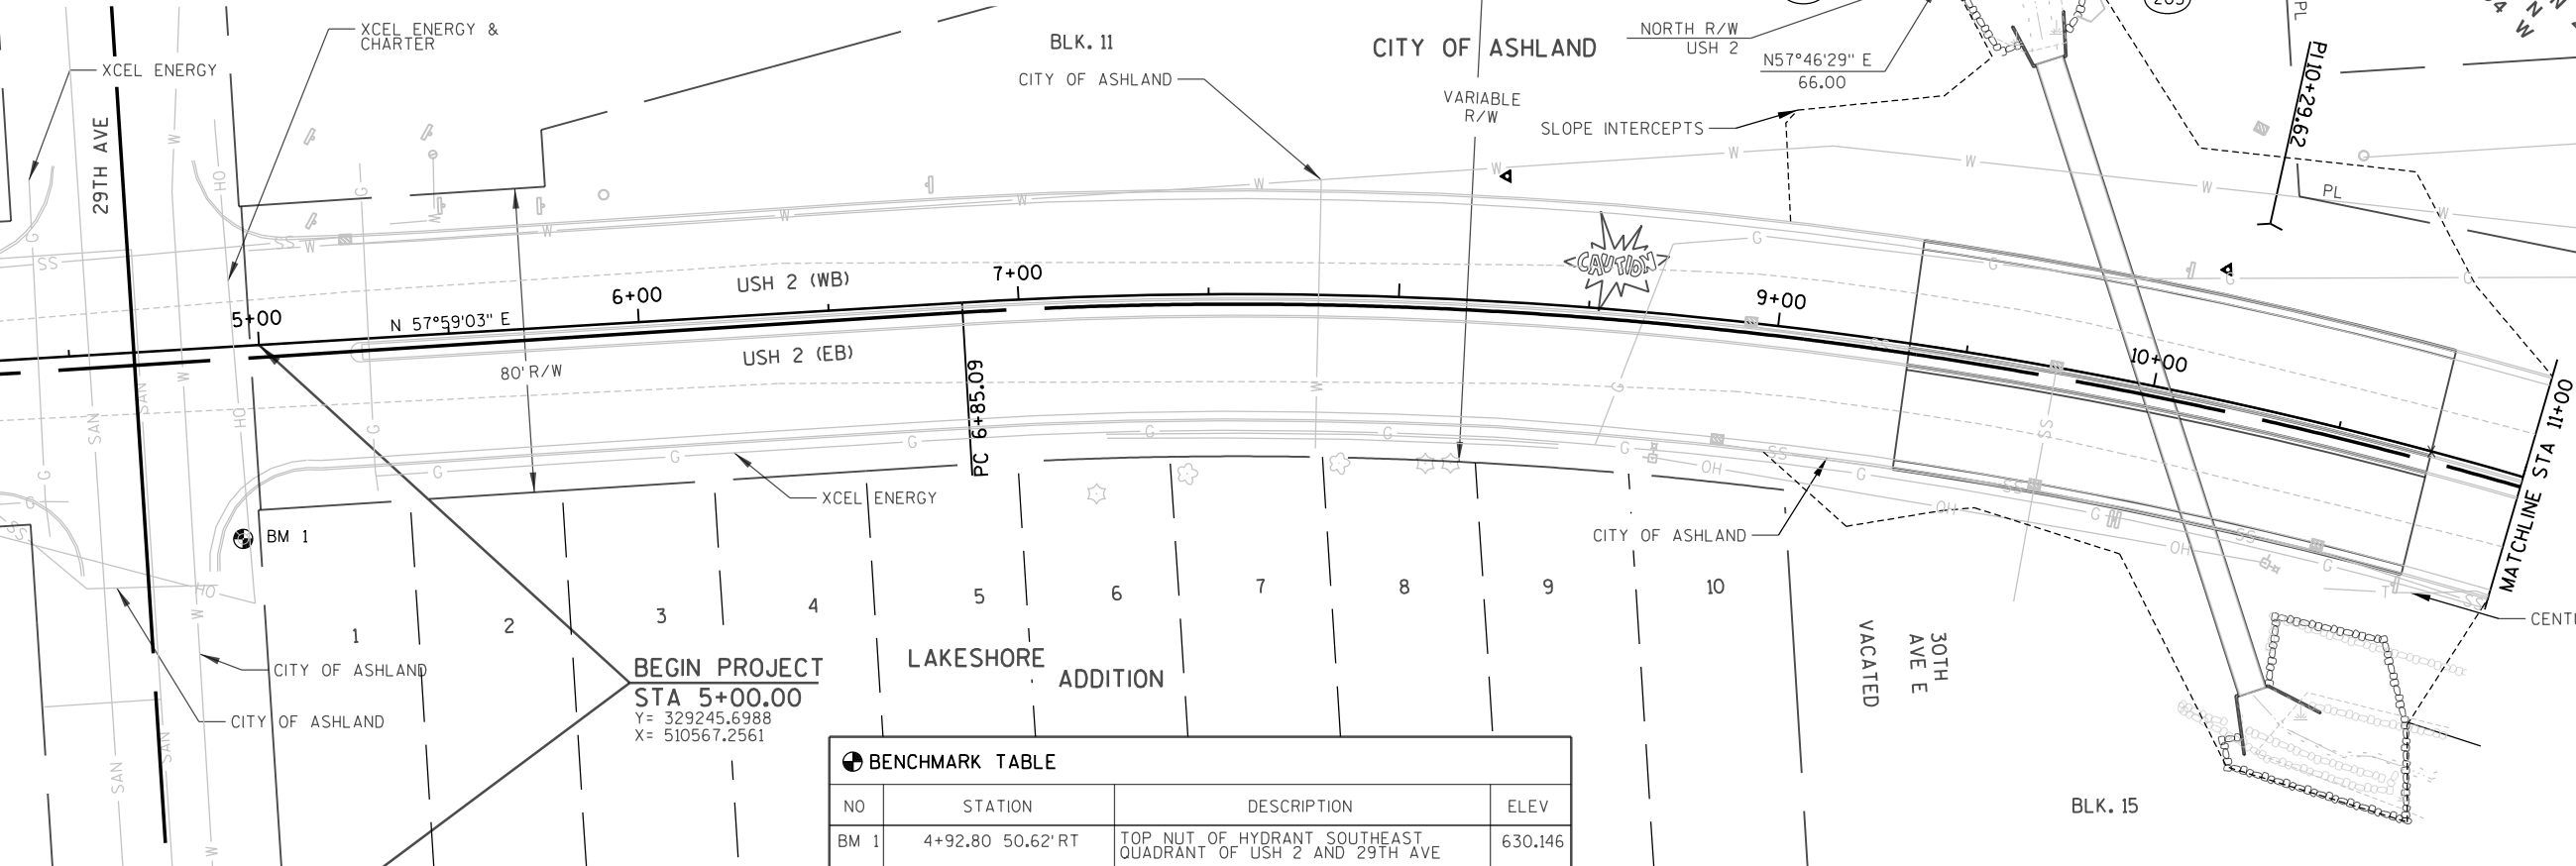 XCEL ENERGY &
CHARTER
XCEL ENERGY
29TH AVE
BLK. 11
CITY OF ASHLAND
CITY OF ASHLAND
VARIABLE
R/W
NORTH R/W
USH 2
N57°46'29" E
66.00
SLOPE INTERCEPTS
PL
PI 10+29.62
PL
W
5+00
N 57°59'03" E
6+00
USH 2 (WB)
7+00
CAUTION
9+00
10+00
USH 2 (EB)
80' R/W
PC 6+85.09
MATCHLINE STA 11+00
XCEL ENERGY
CITY OF ASHLAND
BM 1
1
2
3
4
5
6
7
8
9
10
CITY OF ASHLAND
CITY OF ASHLAND
BEGIN PROJECT
STA 5+00.00
Y= 329245.6988
X= 510567.2561
LAKESHORE
ADDITION
VACATED
30TH
AVE E
BLK. 15
BENCHMARK TABLE
NO STATION DESCRIPTION ELEV
BM 1 4+92.80 50.62' RT TOP NUT OF HYDRANT SOUTHEAST
QUADRANT OF USH 2 AND 29TH AVE 630.146